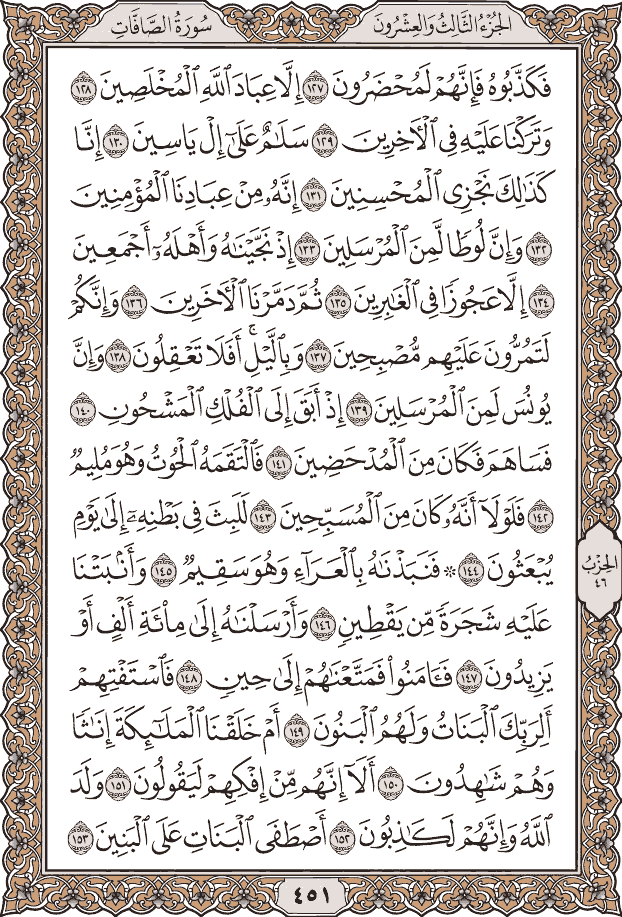 الجزء الثالث والعشرون
سورة الصافات
فَكَذَّبُوهُ فَإِنَّهُمْ لَمُحْضَرُونَ ١٢٧ إِلَّا عِبَادَ ٱللَّهِ ٱلْمُخْلَصِينَ ١٢٨
وَتَرَكْنَا عَلَيْهِ فِى ٱلْأَخِرِينَ ١٢٩ سَلَٰمٌ عَلَىٰٓ إِلْ يَاسِينَ ١٣٠ إِنَّا
كَذَٰلِكَ نَجْزِى ٱلْمُحْسِنِينَ ١٣١ إِنَّهُۥ مِنْ عِبَادِنَا ٱلْمُؤْمِنِينَ
١٣٢ وَإِنَّ لُوطًا لَّمِنَ ٱلْمُرْسَلِينَ ١٣٣ إِذْ نَجَّيْنَٰهُ وَأَهْلَهُۥٓ أَجْمَعِينَ
١٣٤ إِلَّا عَجُوزًا فِى ٱلْغَٰبِرِينَ ١٣٥ ثُمَّ دَمَّرْنَا ٱلْأَخَرِينَ ١٣٦ وَإِنَّكُمْ
لَتَمُرُّونَ عَلَيْهِم مُّصْبِحِينَ ١٣٧ وَبِٱلَّيْلِ ۗ أَفَلَا تَعْقِلُونَ ١٣٨ وَإِنَّ
يُونُسَ لَمِنَ ٱلْمُرْسَلِينَ ١٣٩ إِذْ أَبَقَ إِلَى ٱلْفُلْكِ ٱلْمَشْحُونِ ١٤٠
فَسَاهَمَ فَكَانَ مِنَ ٱلْمُدْحَضِينَ ١٤١ فَٱلْتَقَمَهُ ٱلْحُوتُ وَهُوَ مُلِيمٌ
١٤٢ فَلَوْلَآ أَنَّهُۥ كَانَ مِنَ ٱلْمُسَبِّحِينَ ١٤٣ لَلَبِثَ فِى بَطْنِهِۦٓ إِلَىٰ يَوْمِ
يُبْعَثُونَ ١٤٤ ۞ فَنَبَذْنَٰهُ بِٱلْعَرَآءِ وَهُوَ سَقِيمٌ ١٤٥ وَأَنۢبَتْنَا
عَلَيْهِ شَجَرَةً مِّن يَقْطِينٍ ١٤٦ وَأَرْسَلْنَٰهُ إِلَىٰ مِا۟ئَةِ أَلْفٍ أَوْ
يَزِيدُونَ ١٤٧ فَـَٔامَنُوا۟ فَمَتَّعْنَٰهُمْ إِلَىٰ حِينٍ ١٤٨ فَٱسْتَفْتِهِمْ
أَلِرَبِّكَ ٱلْبَنَاتُ وَلَهُمُ ٱلْبَنُونَ ١٤٩ أَمْ خَلَقْنَا ٱلْمَلَٰٓئِكَةَ إِنَٰثًا
وَهُمْ شَٰهِدُونَ ١٥٠ أَلَآ إِنَّهُم مِّنْ إِفْكِهِمْ لَيَقُولُونَ ١٥١ وَلَدَ
ٱللَّهُ وَإِنَّهُمْ لَكَٰذِبُونَ ١٥٢ أَصْطَفَى ٱلْبَنَاتِ عَلَى ٱلْبَنِينَ ١٥٣
الحزب
٤٦
٤٥١